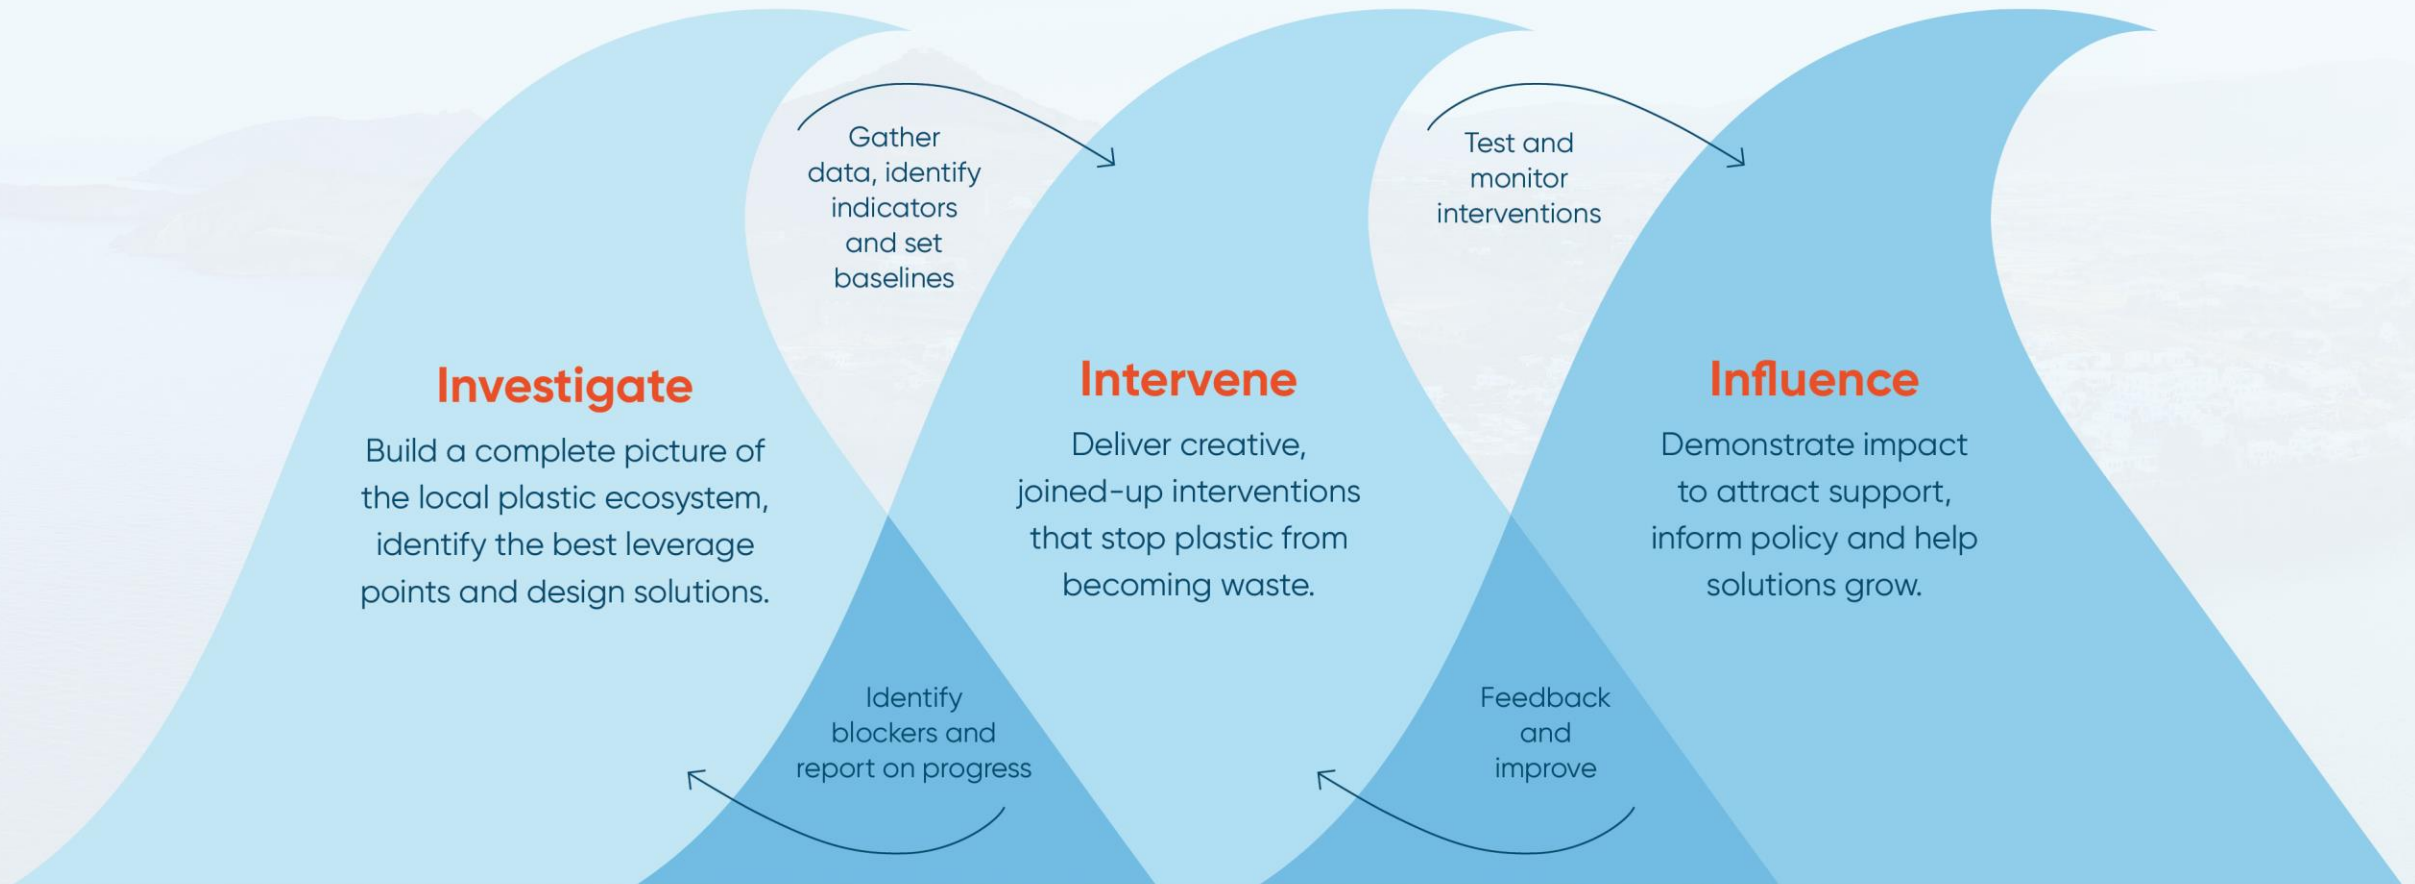 Gather
data, identify
indicators
and set
baselines
Test and
monitor
interventions
Investigate
Build a complete picture of
the local plastic ecosystem,
identify the best leverage
points and design solutions.
Intervene
Deliver creative,
joined-up interventions
that stop plastic from
becoming waste.
Influence
Demonstrate impact
to attract support,
inform policy and help
solutions grow.
Identify
blockers and
report on progress
Feedback
and
improve